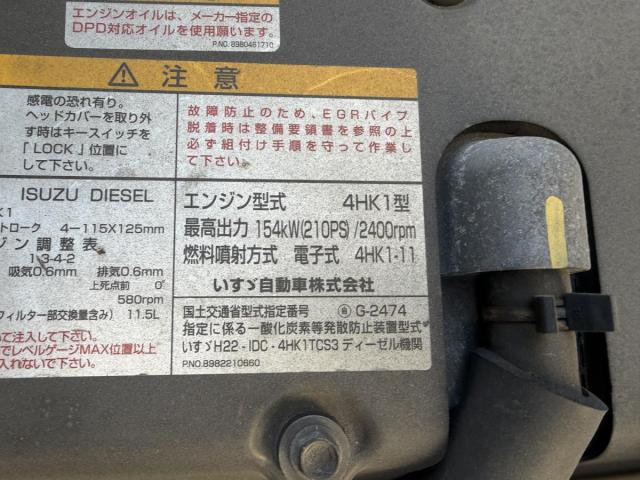 エンジンオイルは、メーカー指定の
DPD対応オイルを使用願います。
P.NO. 8980461710
⚠ 注 意
感電の恐れ有り。
ヘッドカバーを取り外
す時はキースイッチを
「LOCK」位置に
して下さい。
故障防止のため、EGRパイプ
脱着時は整備要領書を参照の上
必ず組付け手順を守って作業し
て下さい。
ISUZU DIESEL
K1
トローク 4-115X125mm
ジン調整表
1-3-4-2
吸気0.6mm 排気0.6mm
上死点前 0°
580rpm
フィルター部交換量含み) 11.5L
注入して下さい。
でレベルゲージMAX位置以上
入れないで下さい。
エンジン型式 4HK1型
最高出力 154kW(210PS)/2400rpm
燃料噴射方式 電子式 4HK1-11
いすゞ自動車株式会社
国土交通省型式指定番号 G-2474
指定に係る一酸化炭素等発散防止装置型式
いすゞH22-IDC-4HK1TCS3 ディーゼル機関
P.NO.8982210660